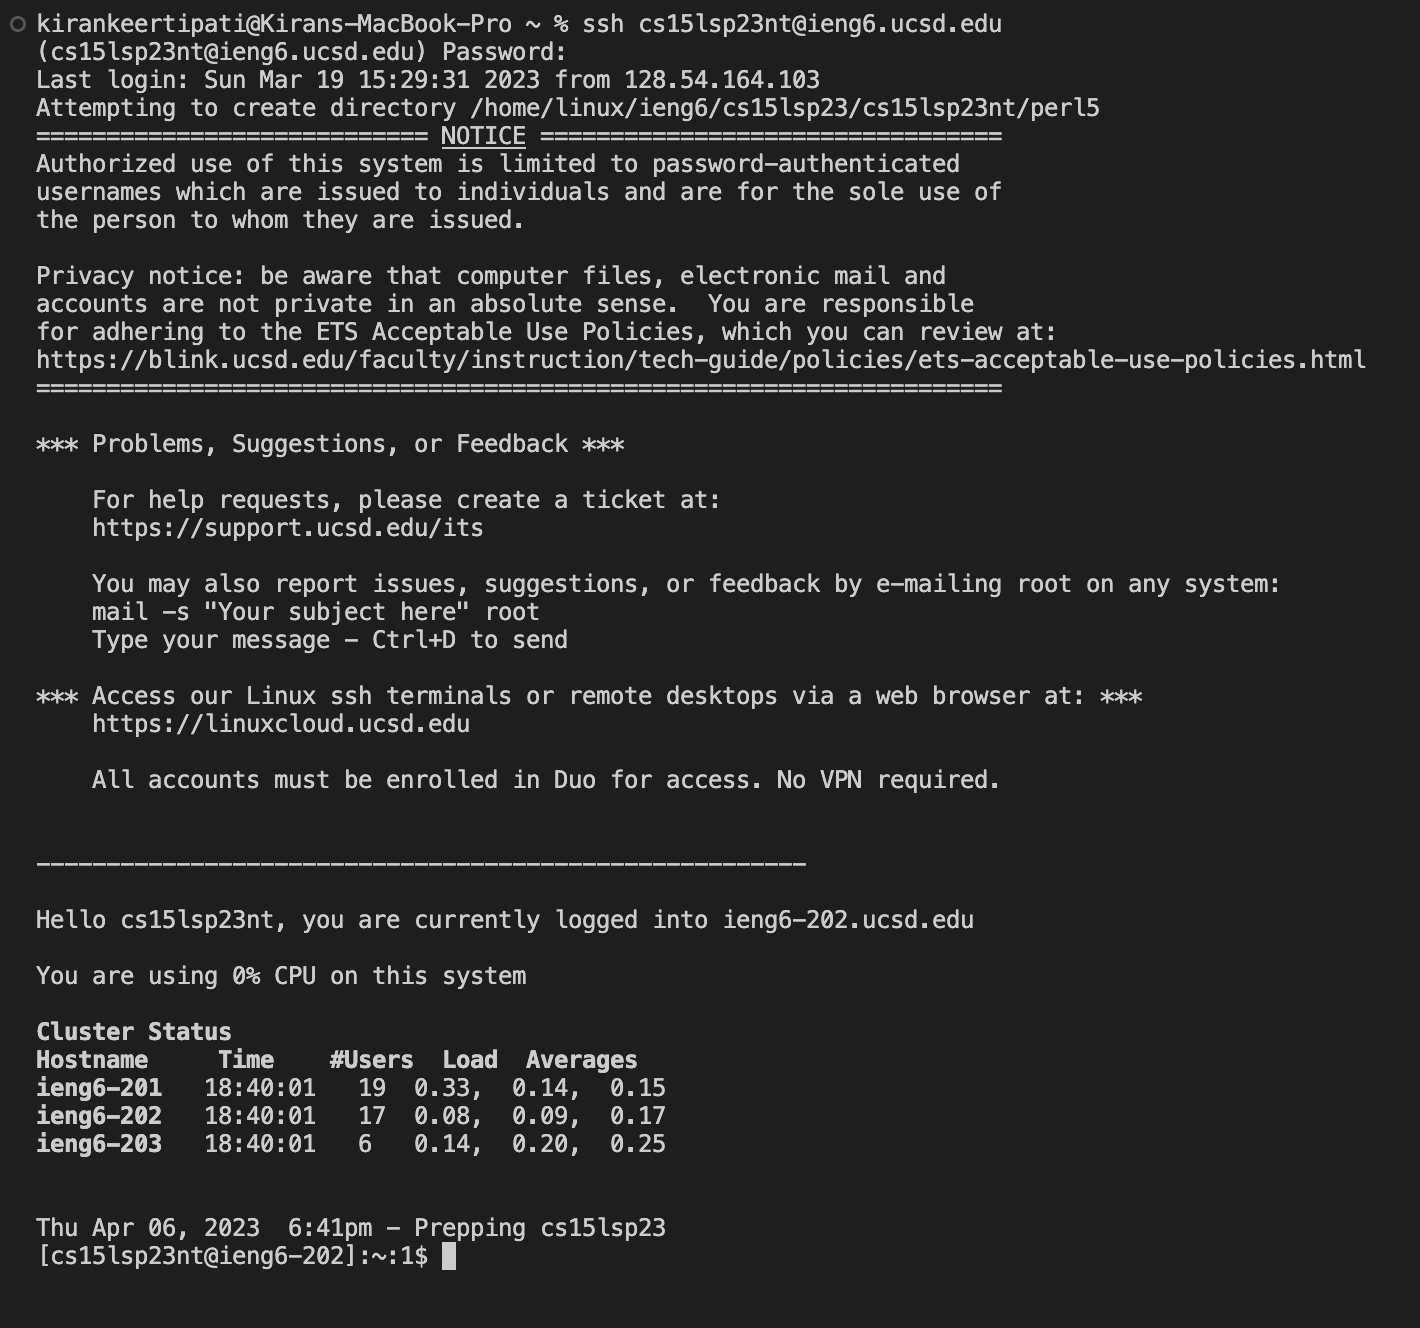 kirankeertipati@Kirans-MacBook-Pro ~ % ssh cs15lsp23nt@ieng6.ucsd.edu
(cs15lsp23nt@ieng6.ucsd.edu) Password:
Last login: Sun Mar 19 15:29:31 2023 from 128.54.164.103
Attempting to create directory /home/linux/ieng6/cs15lsp23/cs15lsp23nt/perl5
============================ NOTICE =================================
Authorized use of this system is limited to password-authenticated
usernames which are issued to individuals and are for the sole use of
the person to whom they are issued.

Privacy notice: be aware that computer files, electronic mail and
accounts are not private in an absolute sense.  You are responsible
for adhering to the ETS Acceptable Use Policies, which you can review at:
https://blink.ucsd.edu/faculty/instruction/tech-guide/policies/ets-acceptable-use-policies.html
=====================================================================

*** Problems, Suggestions, or Feedback ***

    For help requests, please create a ticket at:
    https://support.ucsd.edu/its

    You may also report issues, suggestions, or feedback by e-mailing root on any system:
    mail -s "Your subject here" root
    Type your message - Ctrl+D to send

*** Access our Linux ssh terminals or remote desktops via a web browser at: ***
    https://linuxcloud.ucsd.edu

    All accounts must be enrolled in Duo for access. No VPN required.


-------------------------------------------------------

Hello cs15lsp23nt, you are currently logged into ieng6-202.ucsd.edu

You are using 0% CPU on this system

Cluster Status
Hostname     Time    #Users  Load  Averages
ieng6-201   18:40:01   19  0.33,  0.14,  0.15
ieng6-202   18:40:01   17  0.08,  0.09,  0.17
ieng6-203   18:40:01   6   0.14,  0.20,  0.25


Thu Apr 06, 2023  6:41pm - Prepping cs15lsp23
[cs15lsp23nt@ieng6-202]:~:1$